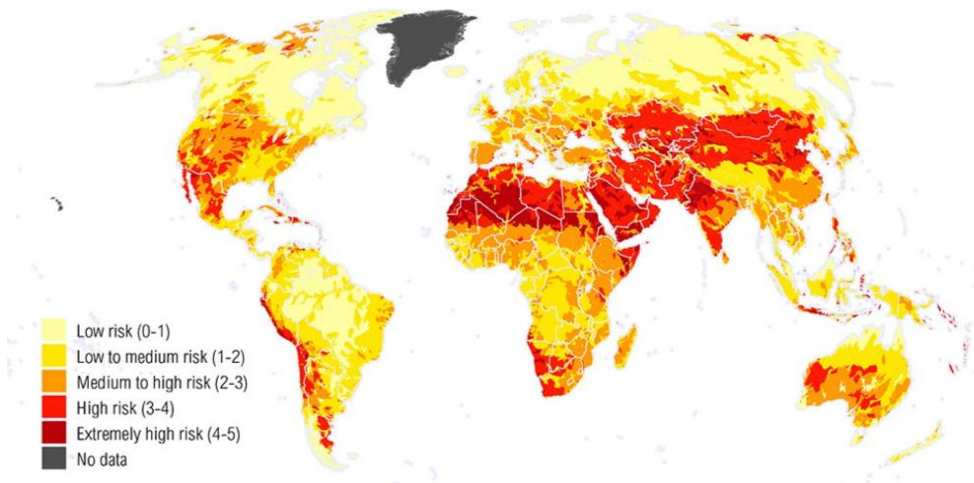 Low risk (0-1)
Low to medium risk (1-2)
Medium to high risk (2-3)
High risk (3-4)
Extremely high risk (4-5)
No data